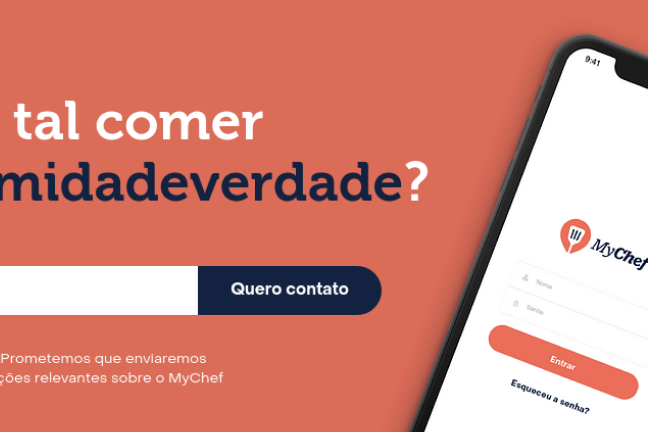 tal comer
midadeverdade?
Quero contato
Prometemos que enviaremos
ções relevantes sobre o MyChef
9:41
MyChef
Nome
Senha
Entrar
Esqueceu a senha?